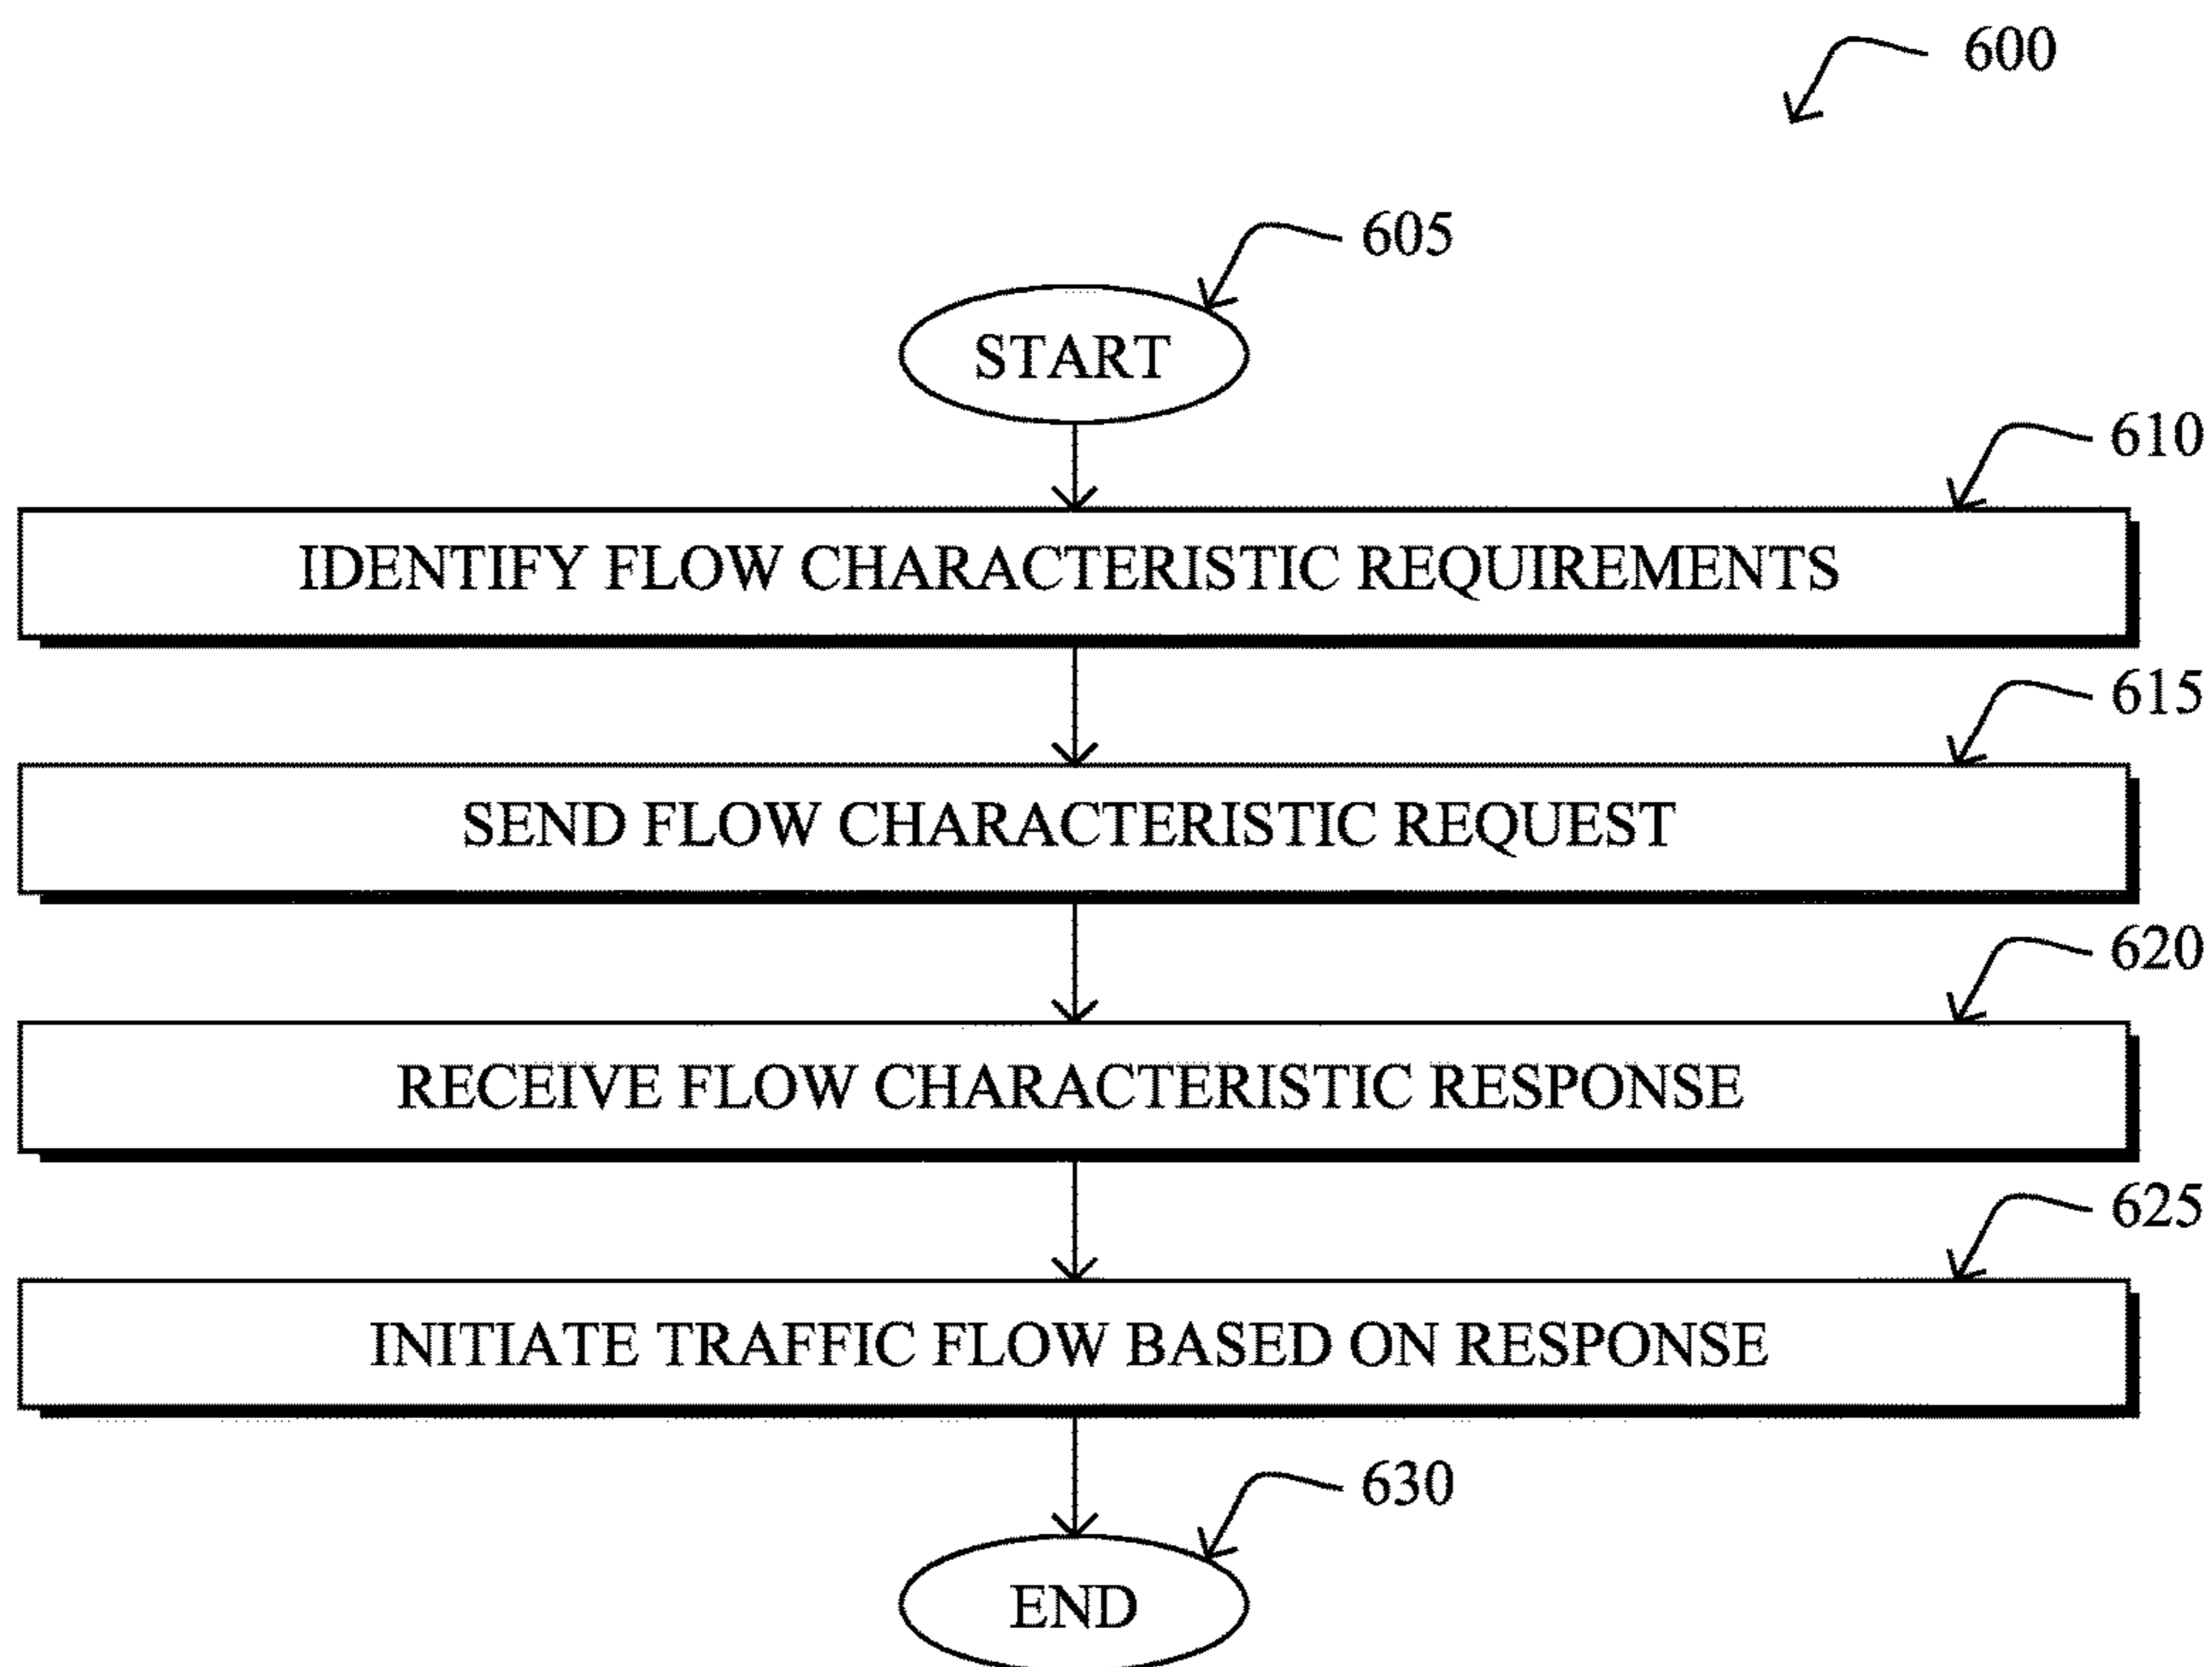 600
605
START
610
IDENTIFY FLOW CHARACTERISTIC REQUIREMENTS
615
SEND FLOW CHARACTERISTIC REQUEST
620
RECEIVE FLOW CHARACTERISTIC RESPONSE
625
INITIATE TRAFFIC FLOW BASED ON RESPONSE
630
END